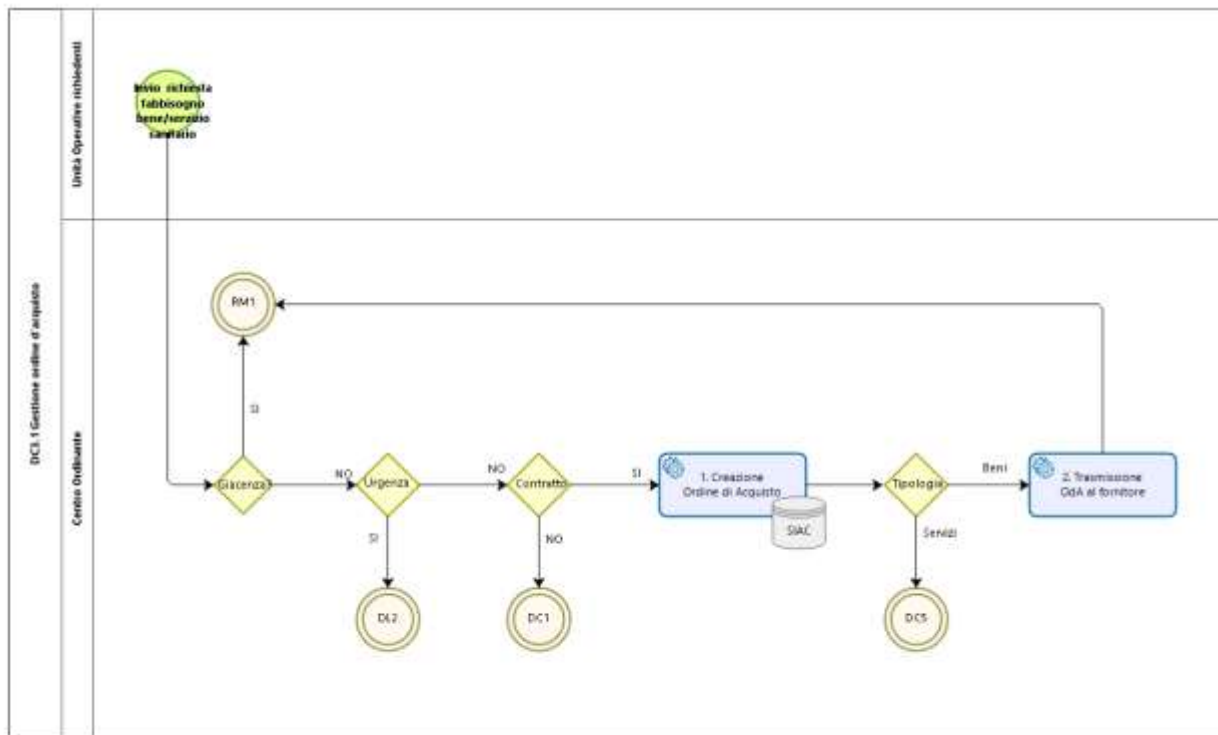 DC3.1 Gestione ordine d'acquisto
Unità Operative richiedenti
Invio richiesta
fabbisogno
bene/servizio
sanitario
Centro Ordinante
RM1
SI
Giacenza?
NO
Urgenza
NO
Contratto
SI
1. Creazione
Ordine di Acquisto
SIAC
Tipologia
Beni
2. Trasmissione
OdA al fornitore
SI
NO
Servizi
DL2
DC1
DC5